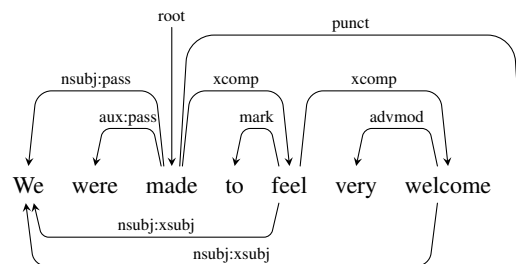 root
punct
nsubj:pass
xcomp
xcomp
aux:pass
mark
advmod
We were made to feel very welcome
nsubj:xsubj
nsubj:xsubj